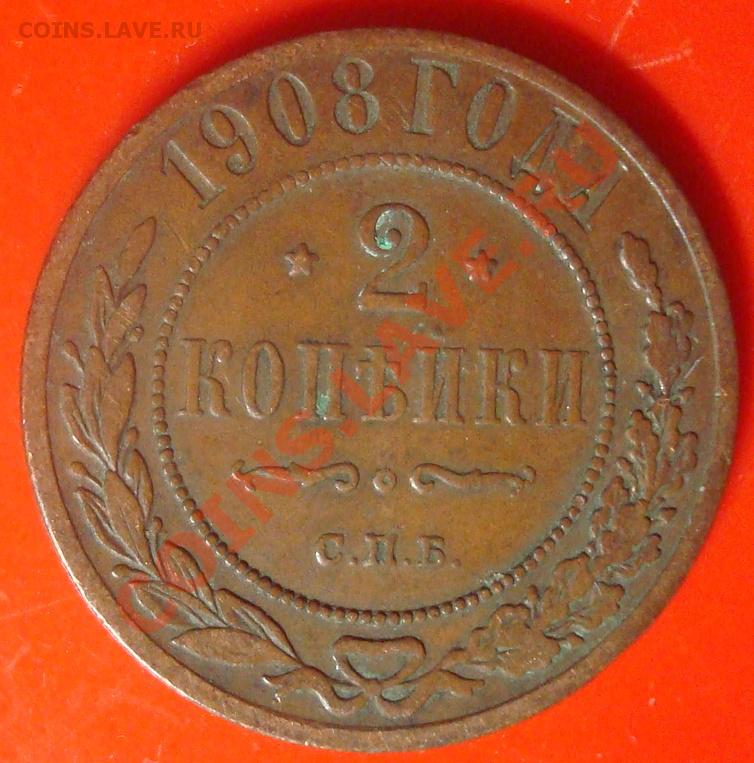 COINS.LAVE.RU
1908 ГОДА
2
КОПѢЙКИ
С.П.Б.
COINS.LAVE.RU